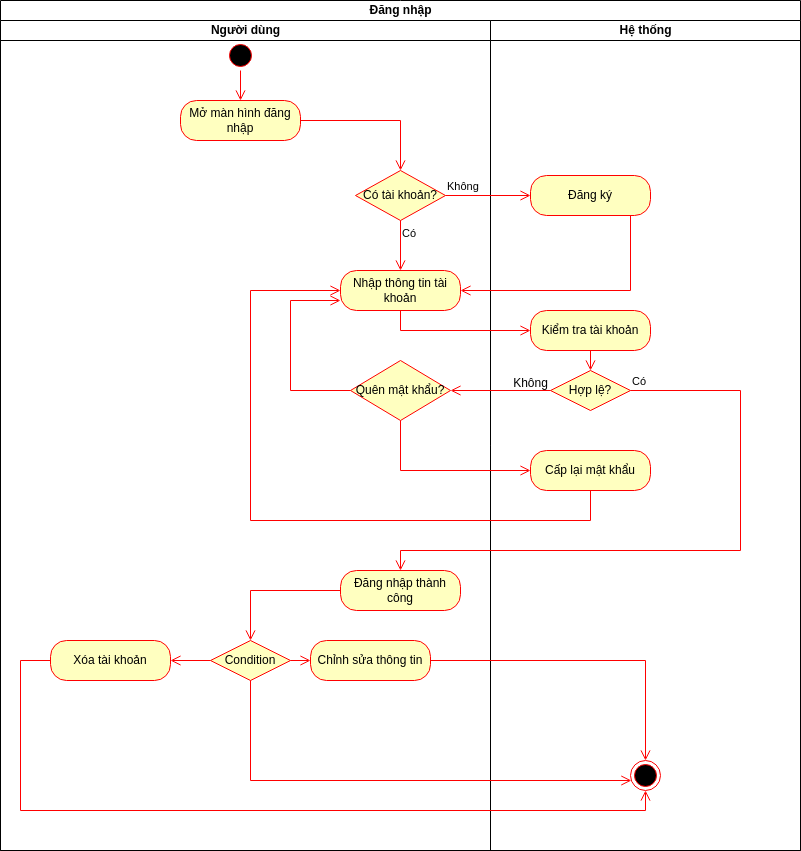 Đăng nhập
Người dùng
Hệ thống
Mở màn hình đăng
nhập
Có tài khoản?
Không
Đăng ký
Có
Nhập thông tin tài
khoản
Kiểm tra tài khoản
Quên mật khẩu?
Không
Hợp lệ?
Có
Cấp lại mật khẩu
Đăng nhập thành
công
Xóa tài khoản
Condition
Chỉnh sửa thông tin